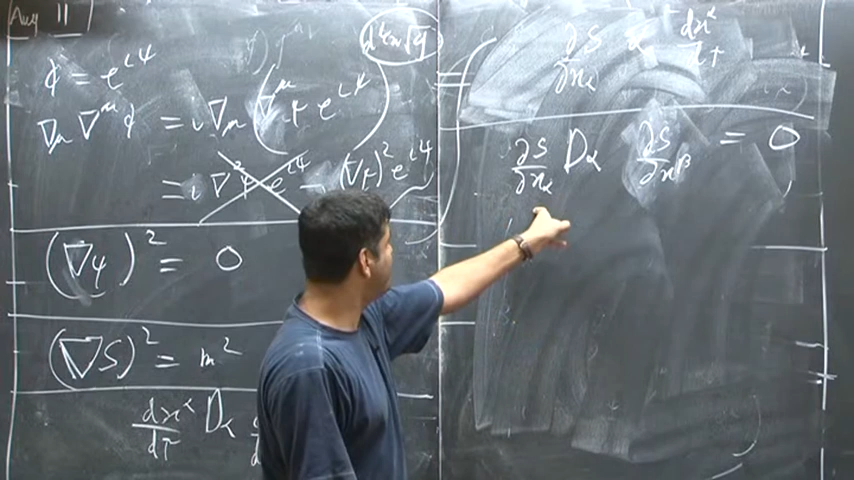 Aug 11
ϕ = e^{iψ}
∇_μ ∇^μ ϕ = i ∇_μ (∇^μ ψ e^{iψ})
= i ∇²ψ e^{iψ} − (∇ψ)² e^{iψ}
(∇ψ)² = 0
(∇S)² = m²
dx^α/dτ D_α
∂S/∂x_α dx^α/dτ
∂S/∂x_α D_α ∂S/∂x^β = 0